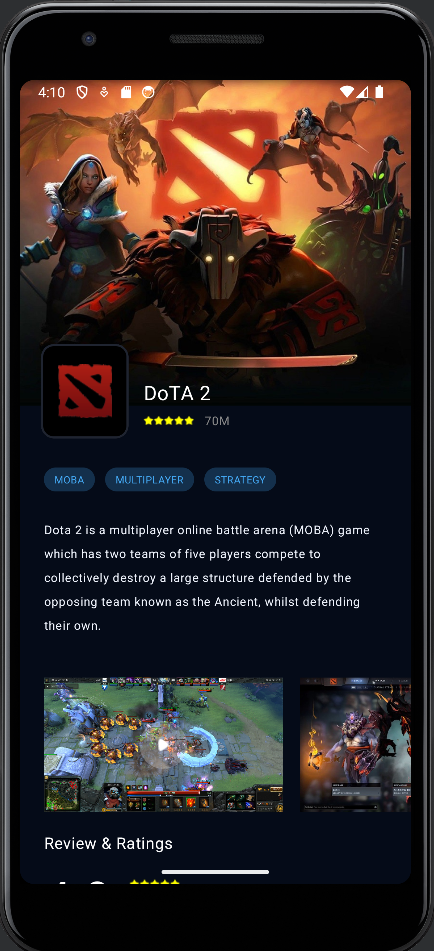 4:10
DoTA 2
70M
MOBA
MULTIPLAYER
STRATEGY
Dota 2 is a multiplayer online battle arena (MOBA) game
which has two teams of five players compete to
collectively destroy a large structure defended by the
opposing team known as the Ancient, whilst defending
their own.
Review & Ratings